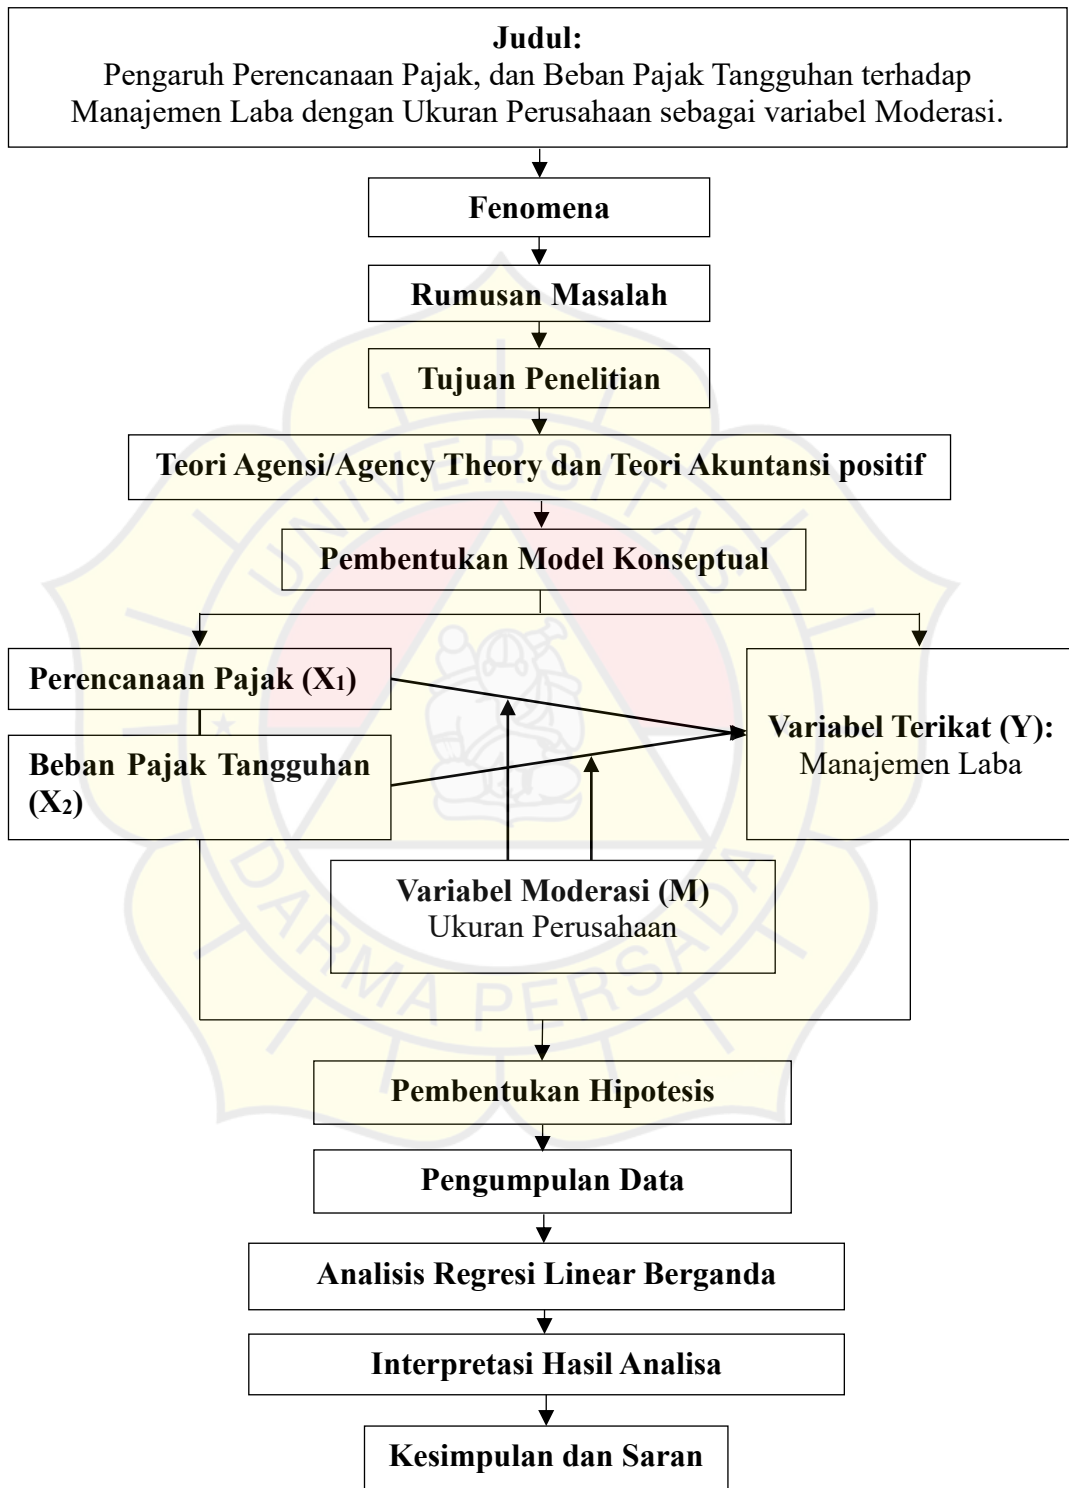 Judul:
Pengaruh Perencanaan Pajak, dan Beban Pajak Tangguhan terhadap
Manajemen Laba dengan Ukuran Perusahaan sebagai variabel Moderasi.
Fenomena
Rumusan Masalah
Tujuan Penelitian
Teori Agensi/Agency Theory dan Teori Akuntansi positif
Pembentukan Model Konseptual
Perencanaan Pajak (X₁)
Beban Pajak Tangguhan
(X₂)
Variabel Terikat (Y):
Manajemen Laba
Variabel Moderasi (M)
Ukuran Perusahaan
Pembentukan Hipotesis
Pengumpulan Data
Analisis Regresi Linear Berganda
Interpretasi Hasil Analisa
Kesimpulan dan Saran
UNIVERSITAS
DARMA PERSADA